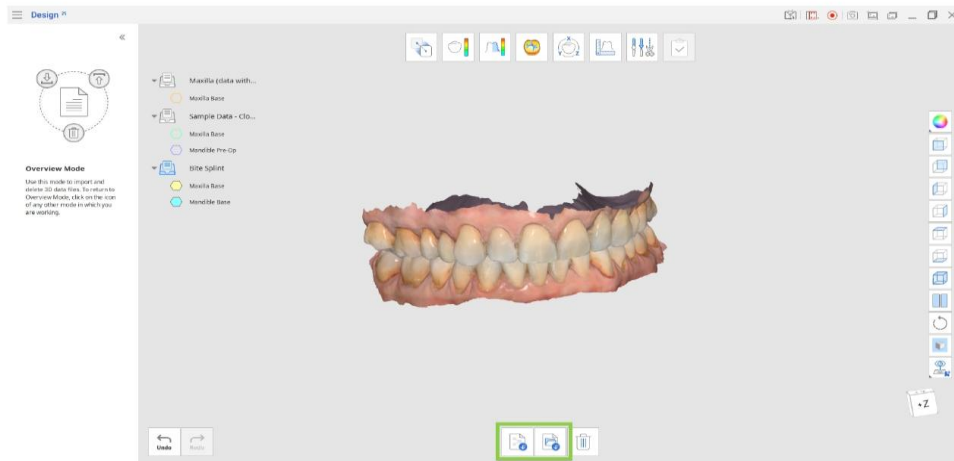 Design
Overview Mode
Use this mode to import and
delete 3D data files. To return to
Overview Mode, click on the icon
of any other mode in which you
are working.
Maxilla (data with...
Maxilla Base
Sample Data - Clo...
Maxilla Base
Mandible Pre-Op
Bite Splint
Maxilla Base
Mandible Base
+Z
Undo
Redo